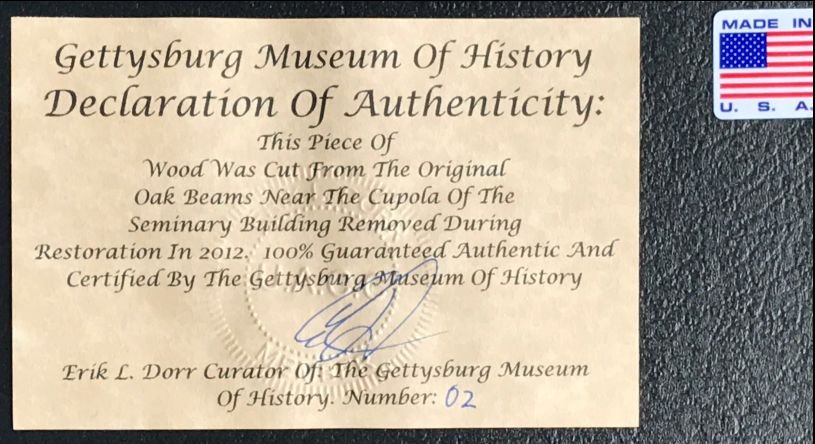 Gettysburg Museum Of History
Declaration Of Authenticity:
This Piece Of
Wood Was Cut From The Original
Oak Beams Near The Cupola Of The
Seminary Building Removed During
Restoration In 2012. 100% Guaranteed Authentic And
Certified By The Gettysburg Museum Of History
Erik L. Dorr Curator Of: The Gettysburg Museum
Of History. Number: 02
MADE IN
U. S. A.